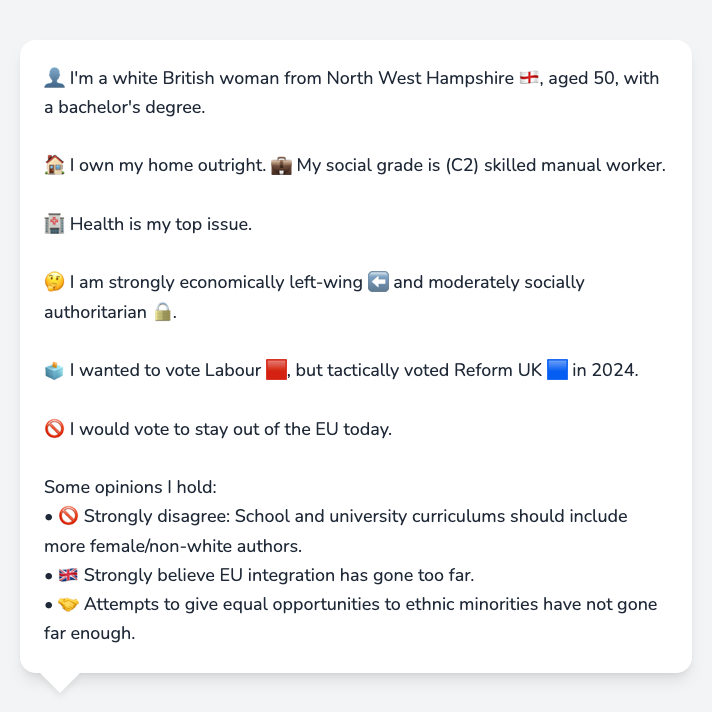 👤 I'm a white British woman from North West Hampshire 🏴󠁧󠁢󠁥󠁮󠁧󠁿, aged 50, with
a bachelor's degree.
🏠 I own my home outright. 💼 My social grade is (C2) skilled manual worker.
🏥 Health is my top issue.
🤔 I am strongly economically left-wing ⬅️ and moderately socially
authoritarian 🔒.
🗳️ I wanted to vote Labour 🟥, but tactically voted Reform UK 🟦 in 2024.
🚫 I would vote to stay out of the EU today.
Some opinions I hold:
• 🚫 Strongly disagree: School and university curriculums should include
more female/non-white authors.
• 🇬🇧 Strongly believe EU integration has gone too far.
• 🤝 Attempts to give equal opportunities to ethnic minorities have not gone
far enough.